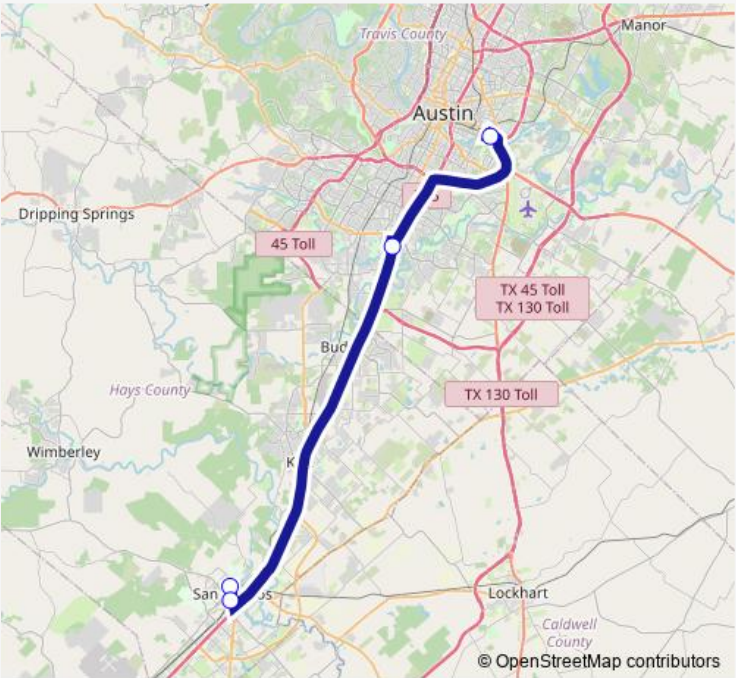 Travis County
Manor
Austin
Dripping Springs
45 Toll
TX 45 Toll
TX 130 Toll
Hays County
TX 130 Toll
Wimberley
San
os
Lockhart
Caldwell
County
© OpenStreetMap contributors